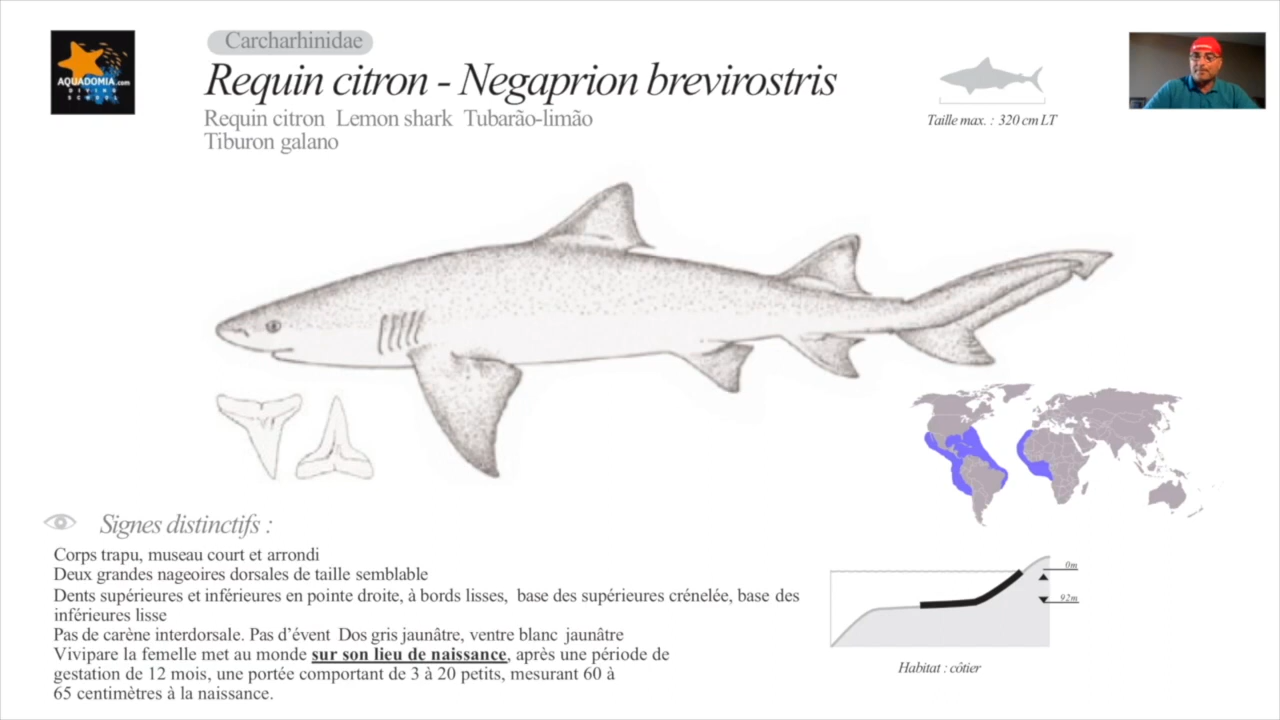 AQUADOMIA.com
DIVING
SCHOOL
Carcharhinidae
Requin citron - Negaprion brevirostris
Requin citron Lemon shark Tubarão-limão
Tiburon galano
Taille max. : 320 cm LT
Signes distinctifs :
Corps trapu, museau court et arrondi
Deux grandes nageoires dorsales de taille semblable
Dents supérieures et inférieures en pointe droite, à bords lisses, base des supérieures crénelée, base des
inférieures lisse
Pas de carène interdorsale. Pas d'évent Dos gris jaunâtre, ventre blanc jaunâtre
Vivipare la femelle met au monde sur son lieu de naissance, après une période de
gestation de 12 mois, une portée comportant de 3 à 20 petits, mesurant 60 à
65 centimètres à la naissance.
0m
92m
Habitat : côtier